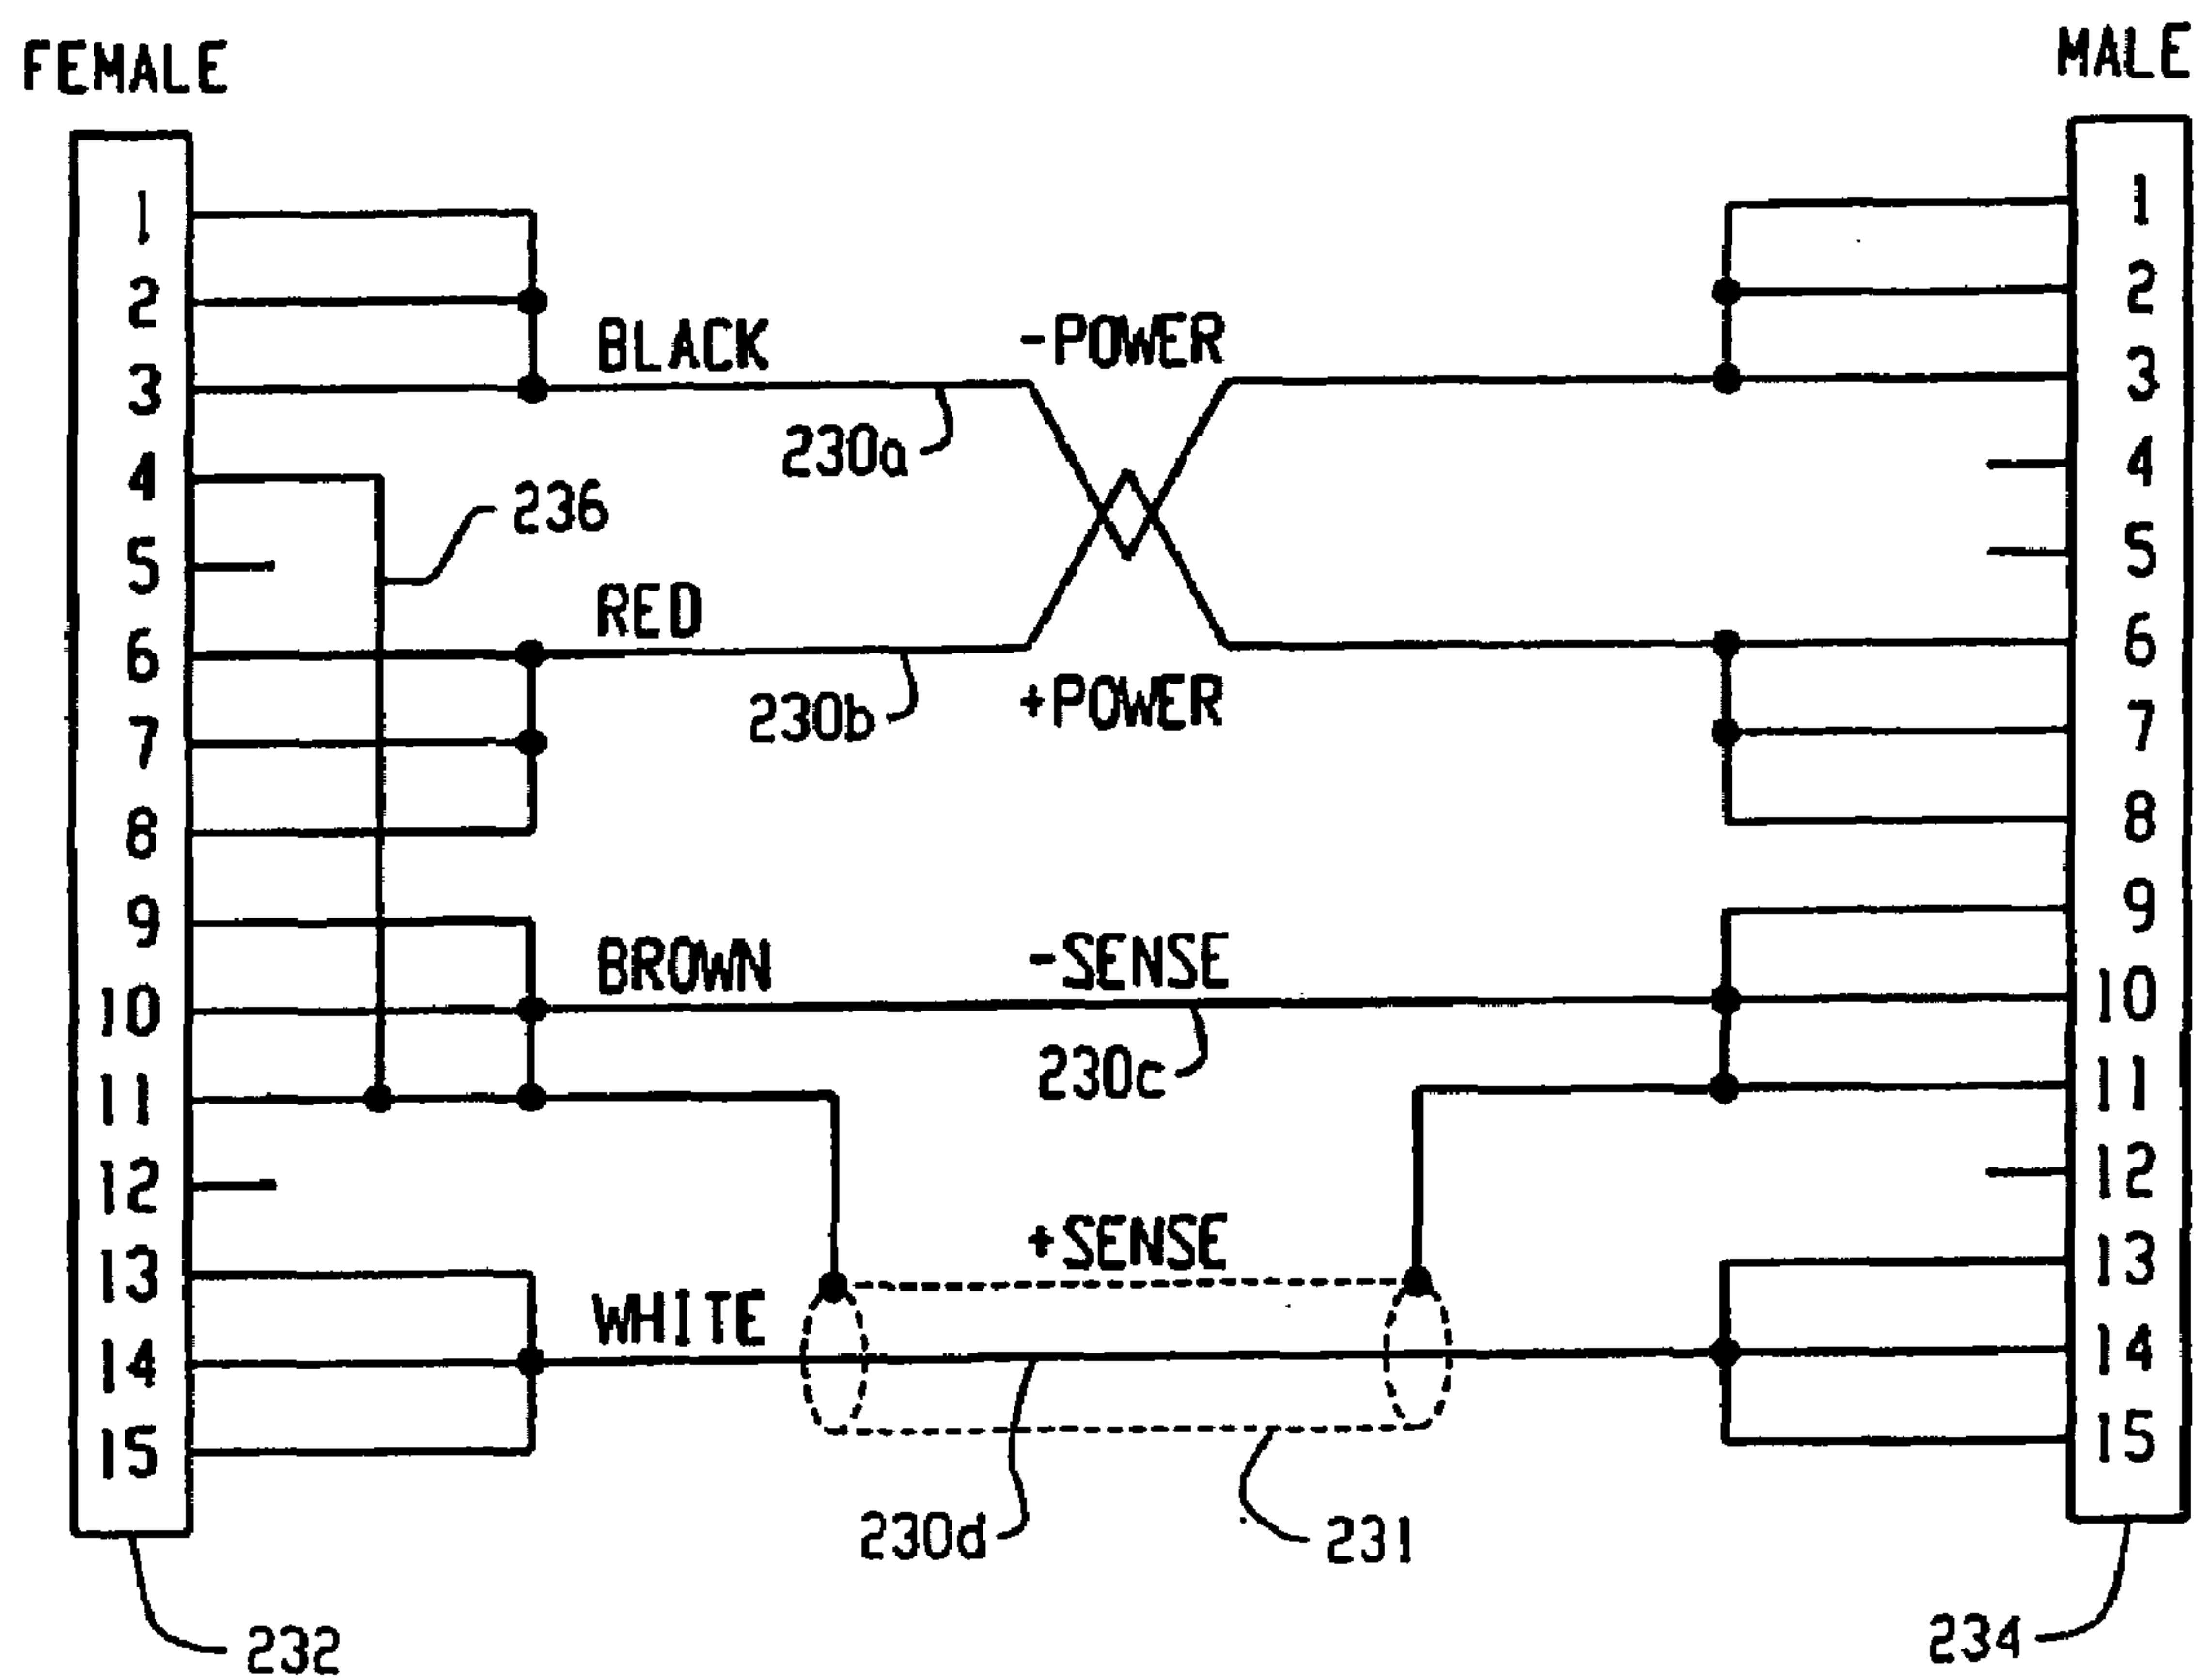 FEMALE
MALE
1
2
3
4
5
6
7
8
9
10
11
12
13
14
15
BLACK
-POWER
230a
236
RED
230b
+POWER
BROWN
-SENSE
230c
+SENSE
WHITE
230d
231
1
2
3
4
5
6
7
8
9
10
11
12
13
14
15
232
234